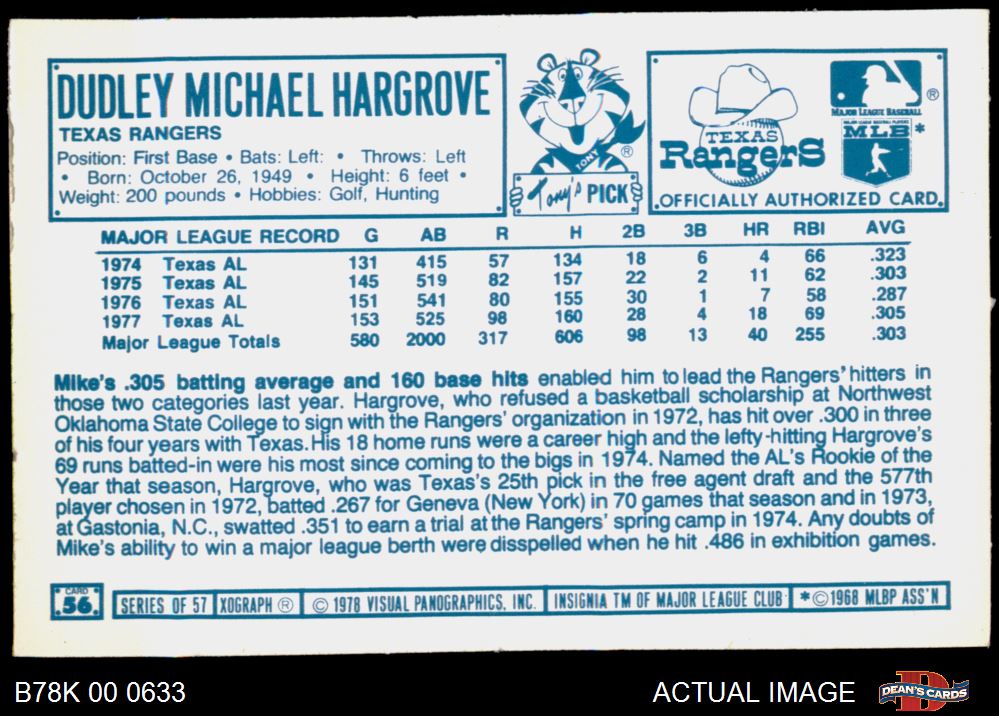 DUDLEY MICHAEL HARGROVE
TEXAS RANGERS
Position: First Base • Bats: Left: • Throws: Left
• Born: October 26, 1949 • Height: 6 feet •
Weight: 200 pounds • Hobbies: Golf, Hunting
TONY
®
Tony's PICK
TEXAS
RangerS
®
MAJOR LEAGUE BASEBALL
MAJOR LEAGUE BASEBALL PLAYERS
MLB*
OFFICIALLY AUTHORIZED CARD
MAJOR LEAGUE RECORD G AB R H 2B 3B HR RBI AVG
1974 Texas AL 131 415 57 134 18 6 4 66 .323
1975 Texas AL 145 519 82 157 22 2 11 62 .303
1976 Texas AL 151 541 80 155 30 1 7 58 .287
1977 Texas AL 153 525 98 160 28 4 18 69 .305
Major League Totals 580 2000 317 606 98 13 40 255 .303
Mike's .305 batting average and 160 base hits enabled him to lead the Rangers' hitters in
those two categories last year. Hargrove, who refused a basketball scholarship at Northwest
Oklahoma State College to sign with the Rangers' organization in 1972, has hit over .300 in three
of his four years with Texas. His 18 home runs were a career high and the lefty-hitting Hargrove's
69 runs batted-in were his most since coming to the bigs in 1974. Named the AL's Rookie of the
Year that season, Hargrove, who was Texas's 25th pick in the free agent draft and the 577th
player chosen in 1972, batted .267 for Geneva (New York) in 70 games that season and in 1973,
at Gastonia, N.C., swatted .351 to earn a trial at the Rangers' spring camp in 1974. Any doubts of
Mike's ability to win a major league berth were disspelled when he hit .486 in exhibition games.
CARD
56
SERIES OF 57 XOGRAPH ® © 1978 VISUAL PANOGRAPHICS, INC. INSIGNIA TM OF MAJOR LEAGUE CLUB *©1968 MLBP ASS'N
B78K 00 0633
ACTUAL IMAGE
DEAN'S CARDS